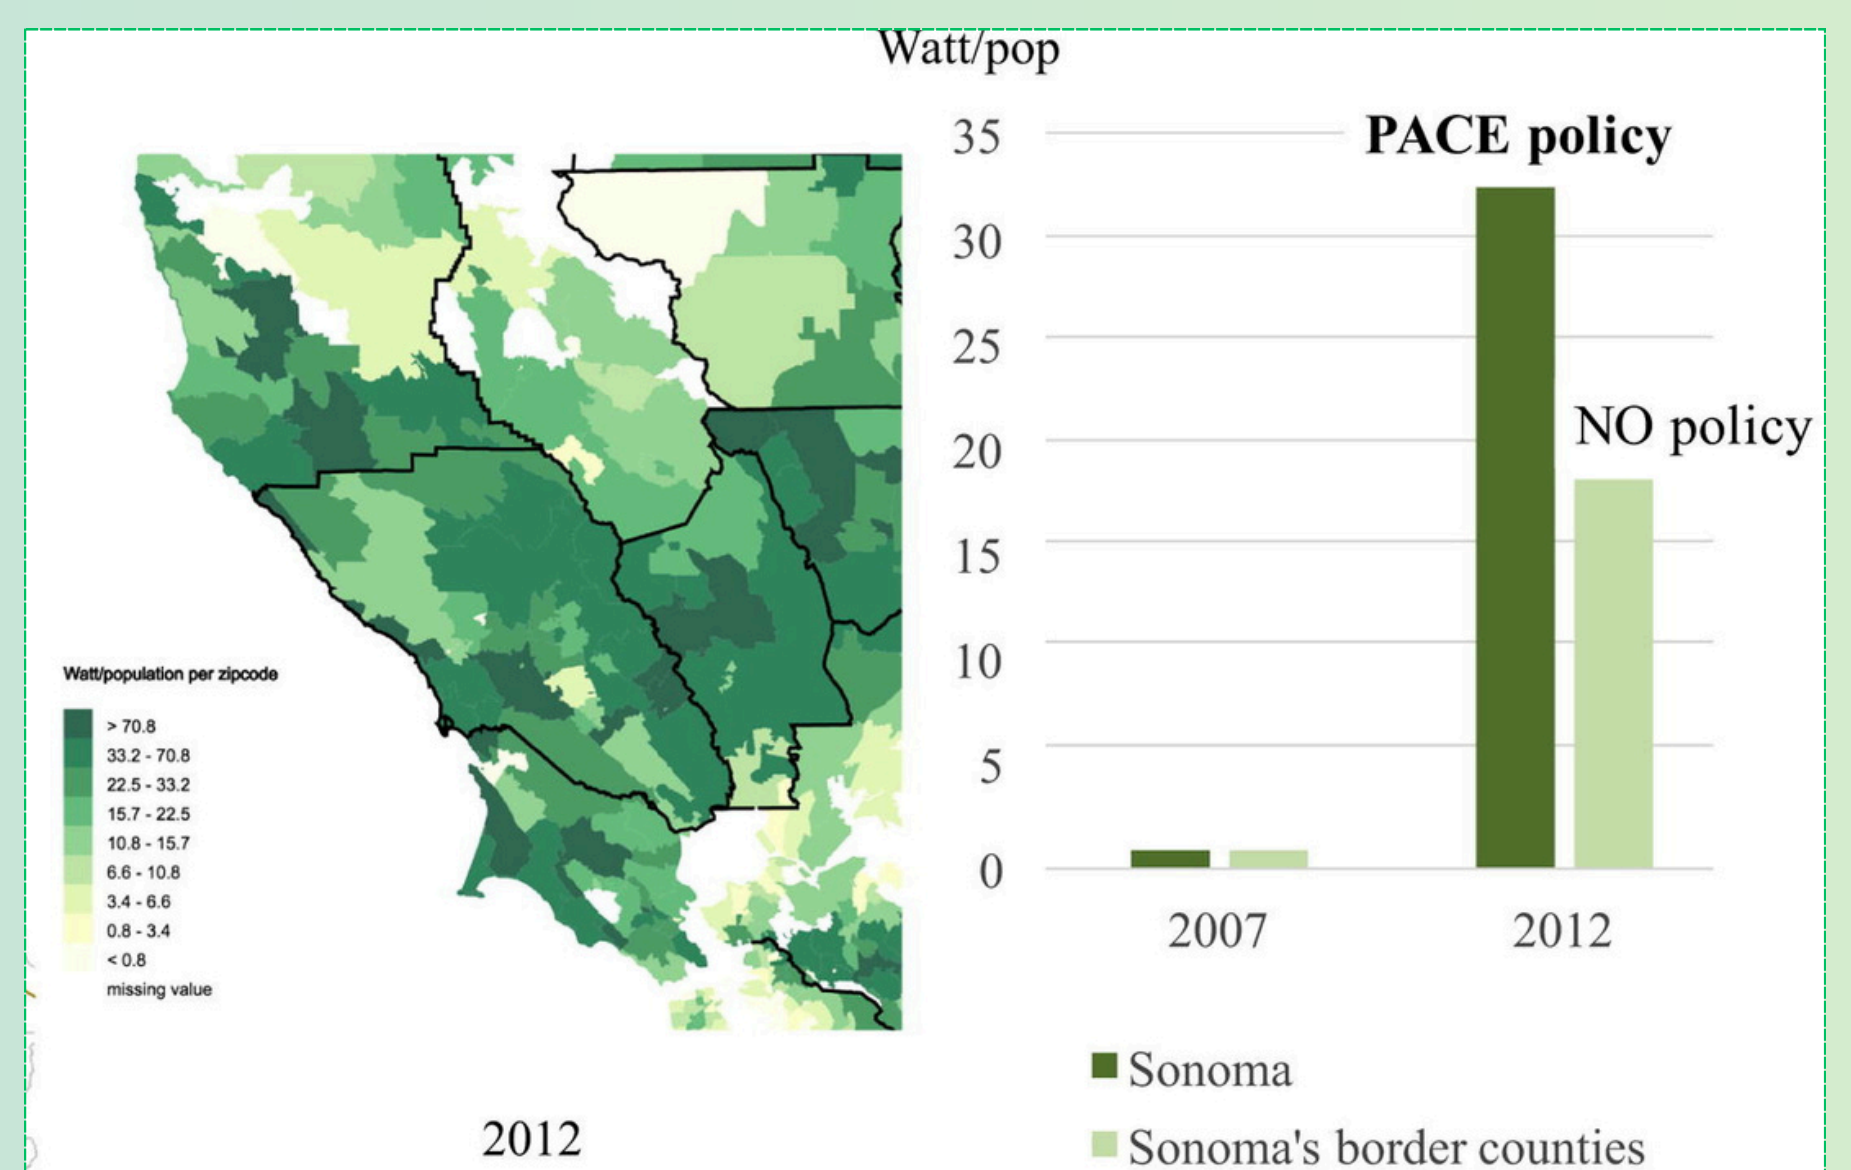 Watt/pop
35
PACE policy
30
25
NO policy
20
15
10
5
0
2007
2012
Sonoma
Sonoma's border counties
Watt/population per zipcode
> 70.8
33.2 - 70.8
22.5 - 33.2
15.7 - 22.5
10.8 - 15.7
6.6 - 10.8
3.4 - 6.6
0.8 - 3.4
< 0.8
missing value
2012